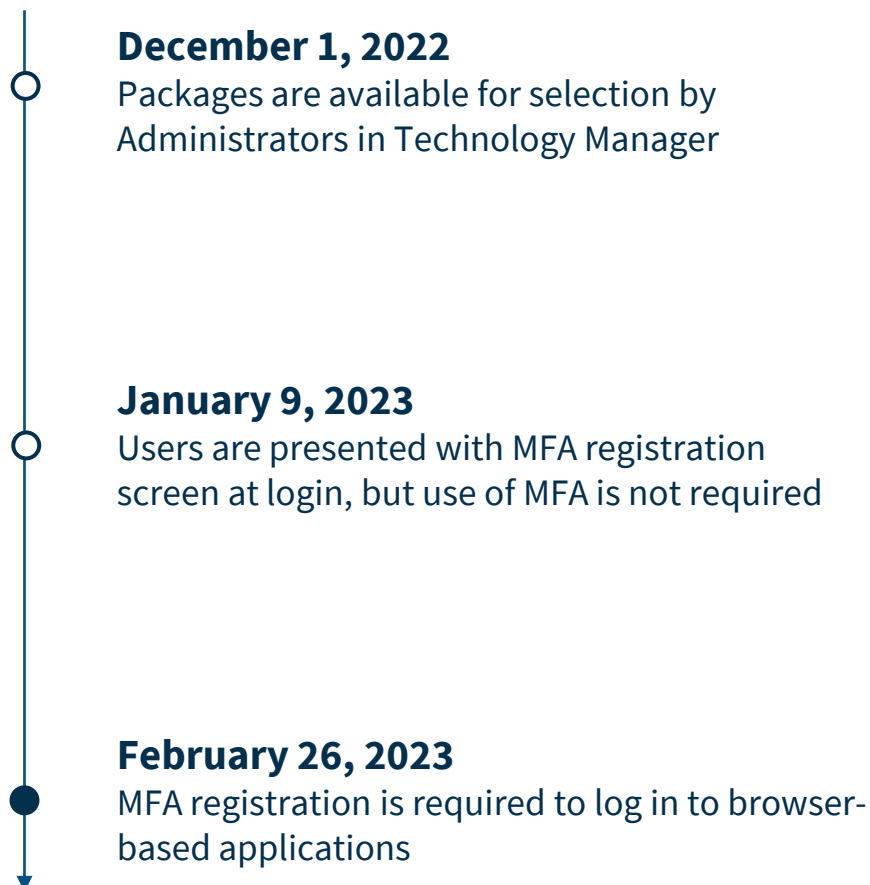 December 1, 2022
Packages are available for selection by
Administrators in Technology Manager
January 9, 2023
Users are presented with MFA registration
screen at login, but use of MFA is not required
February 26, 2023
MFA registration is required to log in to browser-
based applications